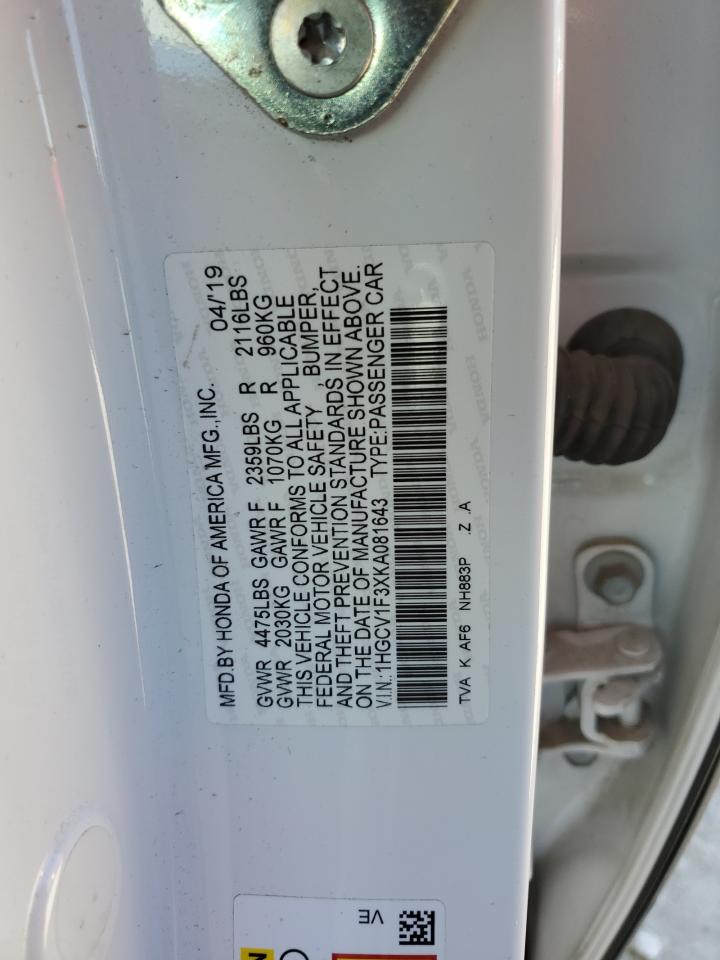 MFD.BY HONDA OF AMERICA MFG.,INC. 04/'19
GVWR 4475LBS GAWR F 2359LBS R 2116LBS
GVWR 2030KG GAWR F 1070KG R 960KG
THIS VEHICLE CONFORMS TO ALL APPLICABLE
FEDERAL MOTOR VEHICLE SAFETY , BUMPER,
AND THEFT PREVENTION STANDARDS IN EFFECT
ON THE DATE OF MANUFACTURE SHOWN ABOVE.
V.I.N.:1HGCV1F3XKA081643 TYPE:PASSENGER CAR
TVA K AF6 NH883P .Z .A
HONDA
VE